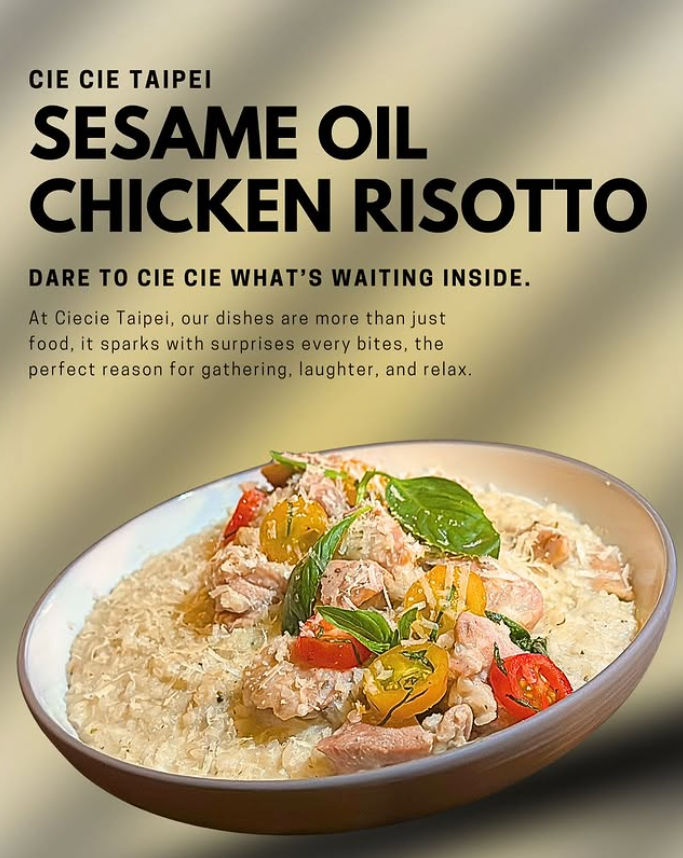 CIE CIE TAIPEI
SESAME OIL
CHICKEN RISOTTO
DARE TO CIE CIE WHAT'S WAITING INSIDE.
At Ciecie Taipei, our dishes are more than just
food, it sparks with surprises every bites, the
perfect reason for gathering, laughter, and relax.